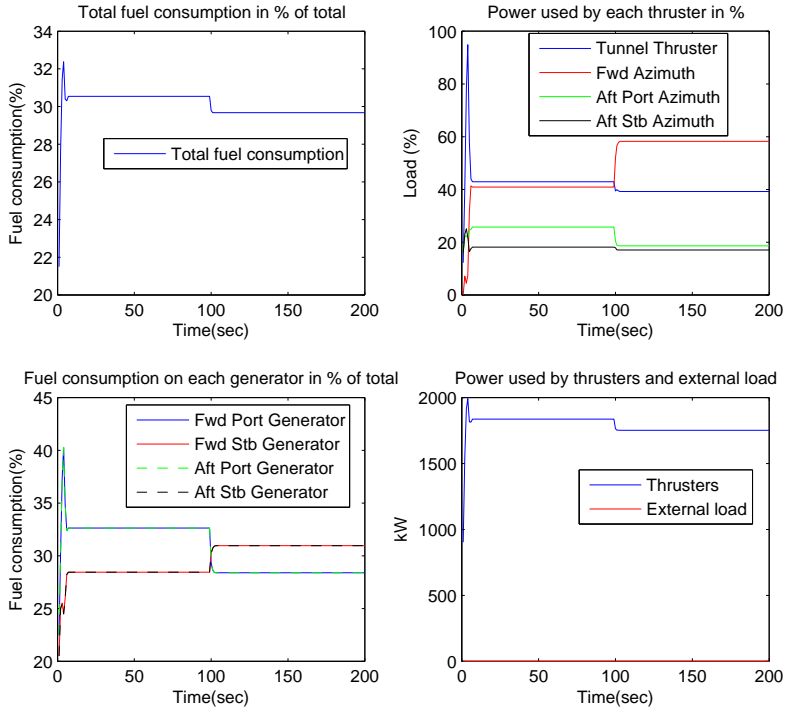 Total fuel consumption in % of total
34
32
30
28
26
24
22
20
Fuel consumption(%)
Total fuel consumption
0
50
100
150
200
Time(sec)
Power used by each thruster in %
100
80
60
40
20
0
Load (%)
Tunnel Thruster
Fwd Azimuth
Aft Port Azimuth
Aft Stb Azimuth
0
50
100
150
200
Time(sec)
Fuel consumption on each generator in % of total
45
40
35
30
25
20
Fuel consumption(%)
Fwd Port Generator
Fwd Stb Generator
Aft Port Generator
Aft Stb Generator
0
50
100
150
200
Time(sec)
Power used by thrusters and external load
2000
1500
1000
500
0
kW
Thrusters
External load
0
50
100
150
200
Time(sec)